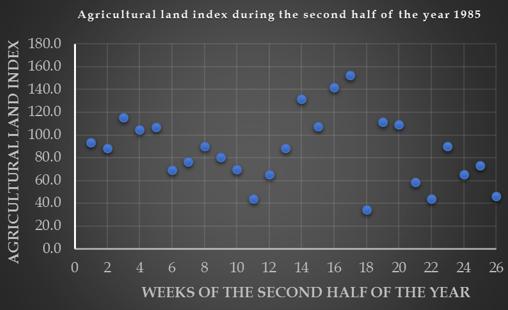 Agricultural land index during the second half of the year 1985
180.0
160.0
140.0
120.0
100.0
80.0
60.0
40.0
20.0
0.0
AGRICULTURAL LAND INDEX
0 2 4 6 8 10 12 14 16 18 20 22 24 26
WEEKS OF THE SECOND HALF OF THE YEAR